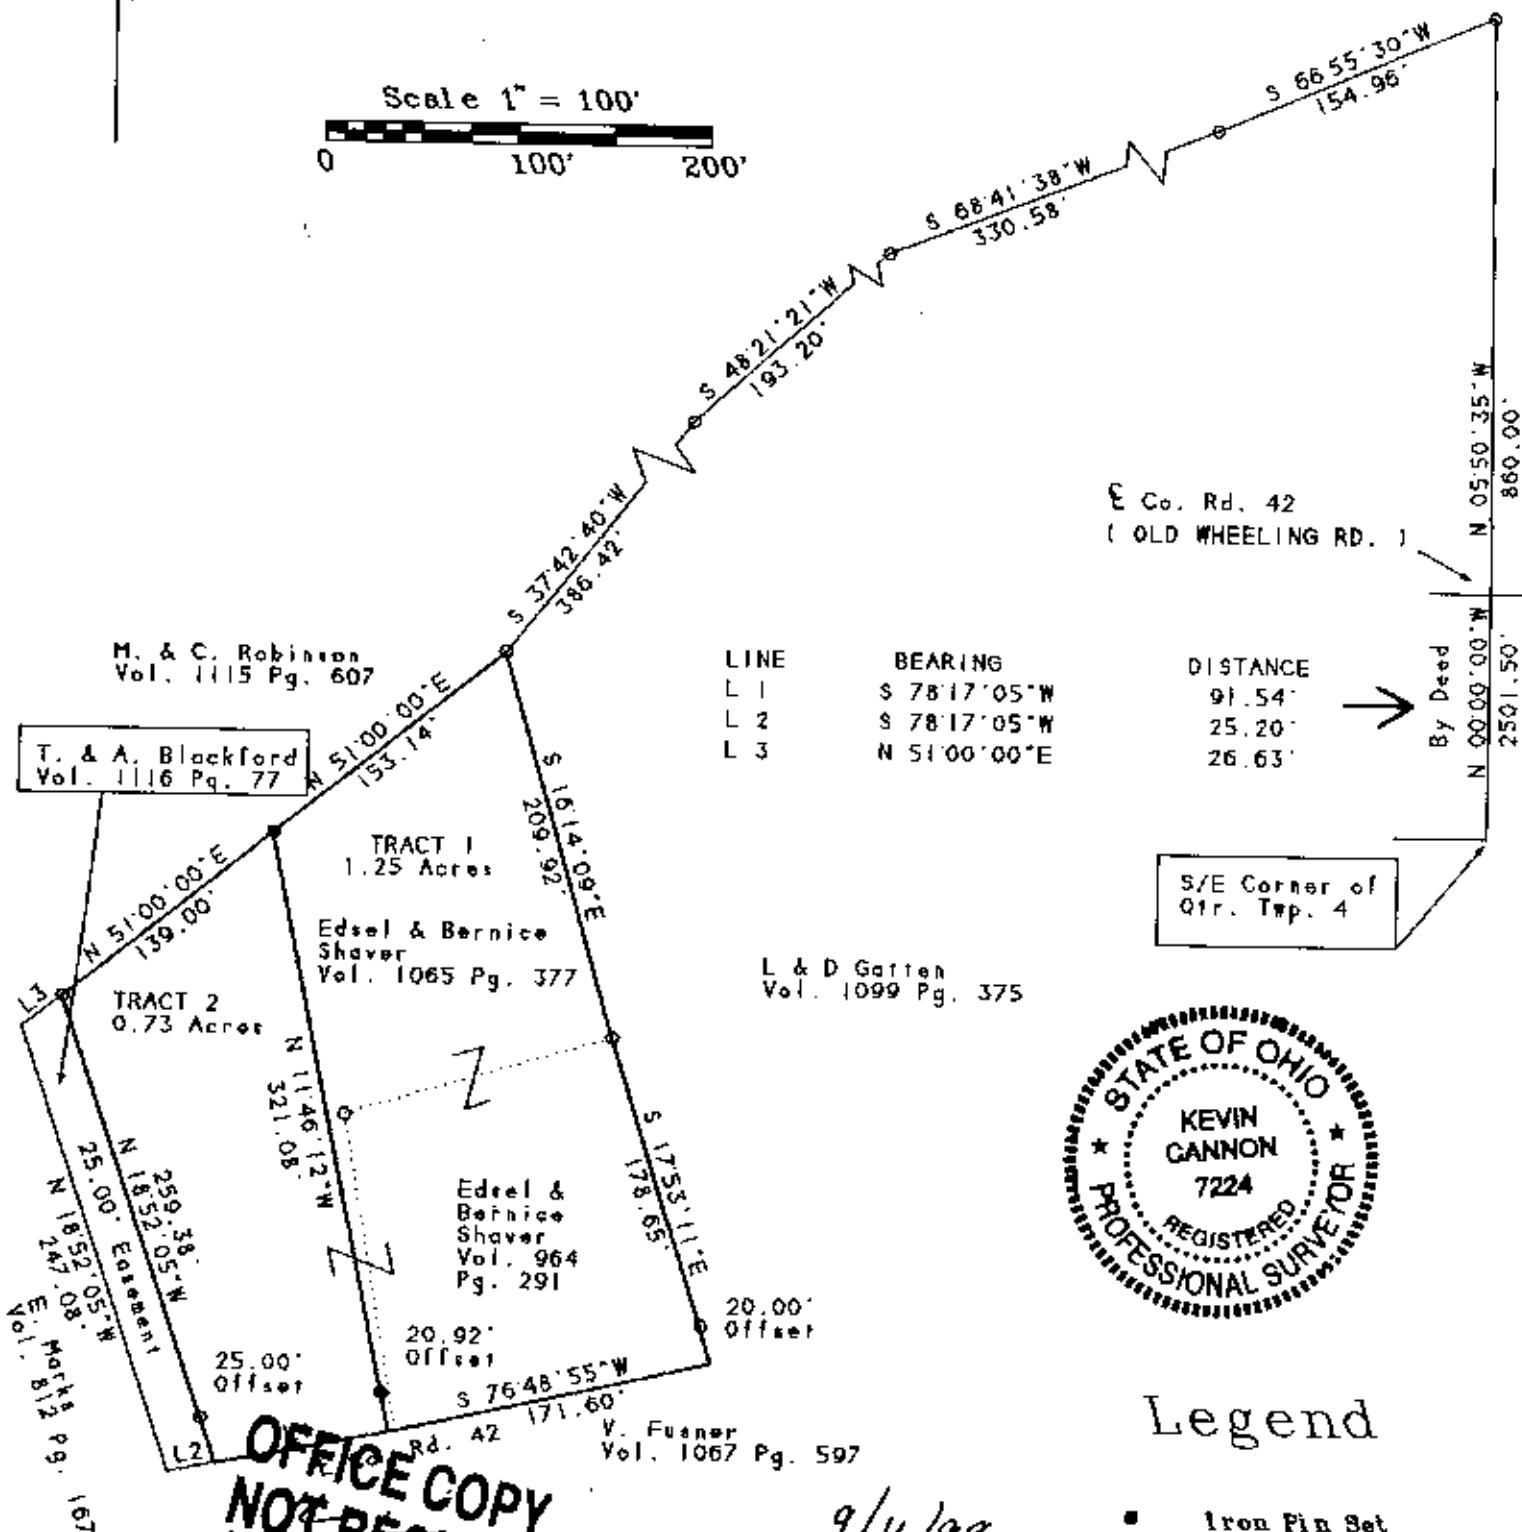 Scale 1" = 100'
0 100' 200'
S 66°55'30"W
154.96'
S 68°41'38"W
330.58'
S 48°21'21"W
193.20'
S 37°42'40"W
386.42'
N 05°50'35"W
860.00'
℄ Co. Rd. 42
( OLD WHEELING RD. )
By Deed
N 00°00'00"W
2501.50'
S/E Corner of
Qtr. Twp. 4
M. & C. Robinson
Vol. 1115 Pg. 607
LINE BEARING DISTANCE
L 1 S 78°17'05"W 91.54'
L 2 S 78°17'05"W 25.20'
L 3 N 51°00'00"E 26.63'
T. & A. Blackford
Vol. 1116 Pg. 77
N 51°00'00"E
153.14'
N 51°00'00"E
139.00'
L3
TRACT 1
1.25 Acres
S 16°14'09"E
209.92'
Edsel & Bernice
Shaver
Vol. 1065 Pg. 377
L & D Gatten
Vol. 1099 Pg. 375
TRACT 2
0.73 Acres
N 11°46'12"W
321.08'
S 17°53'11"E
178.65'
Edsel &
Bernice
Shaver
Vol. 964
Pg. 291
259.38'
N 18°52'05"W
25.00' Easement
N 18°52'05"W
247.08'
E. Marks
Vol. 812 Pg. 167
25.00'
Offset
20.92'
Offset
20.00'
Offset
S 76°48'55"W
171.60'
L2
Rd. 42
V. Fusner
Vol. 1067 Pg. 597
STATE OF OHIO
KEVIN
CANNON
7224
REGISTERED
PROFESSIONAL SURVEYOR
OFFICE COPY
NOT
Legend
Iron Pin Set